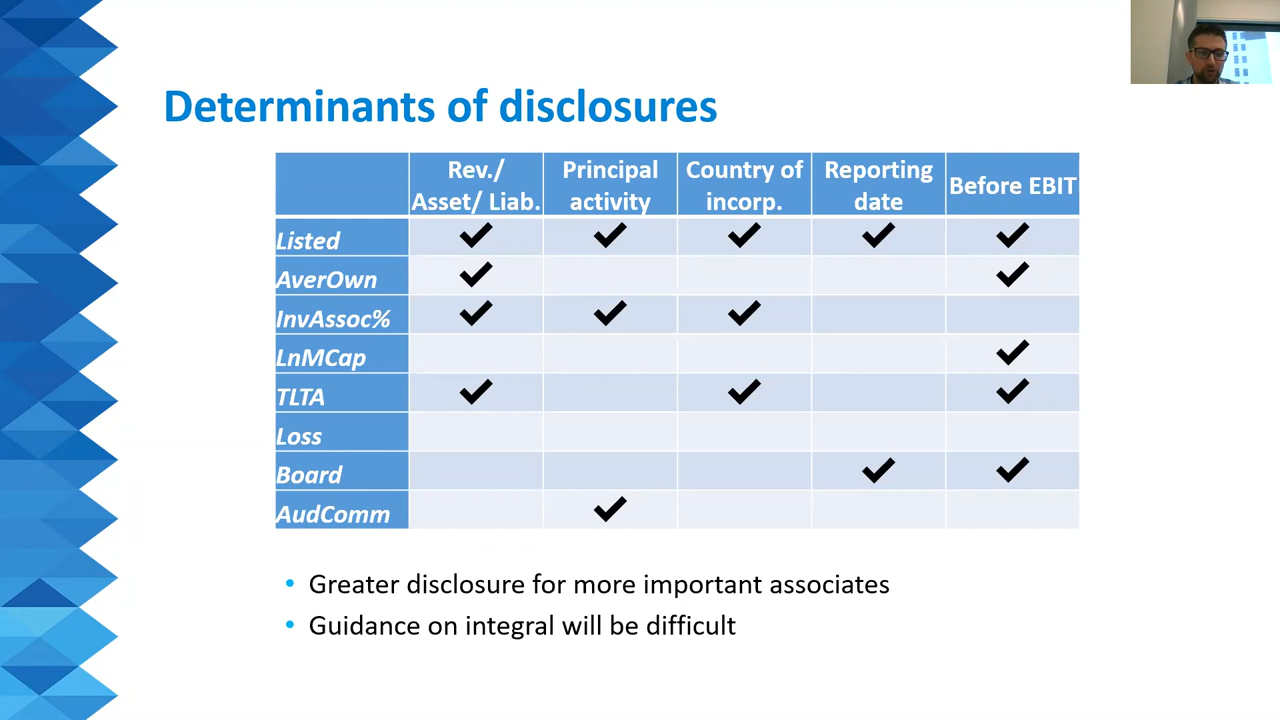 Determinants of disclosures
Rev./ Asset/ Liab. Principal activity Country of incorp. Reporting date Before EBIT
Listed ✓ ✓ ✓ ✓ ✓
AverOwn ✓ ✓
InvAssoc% ✓ ✓ ✓
LnMCap ✓
TLTA ✓ ✓ ✓
Loss
Board ✓ ✓
AudComm ✓
• Greater disclosure for more important associates
• Guidance on integral will be difficult